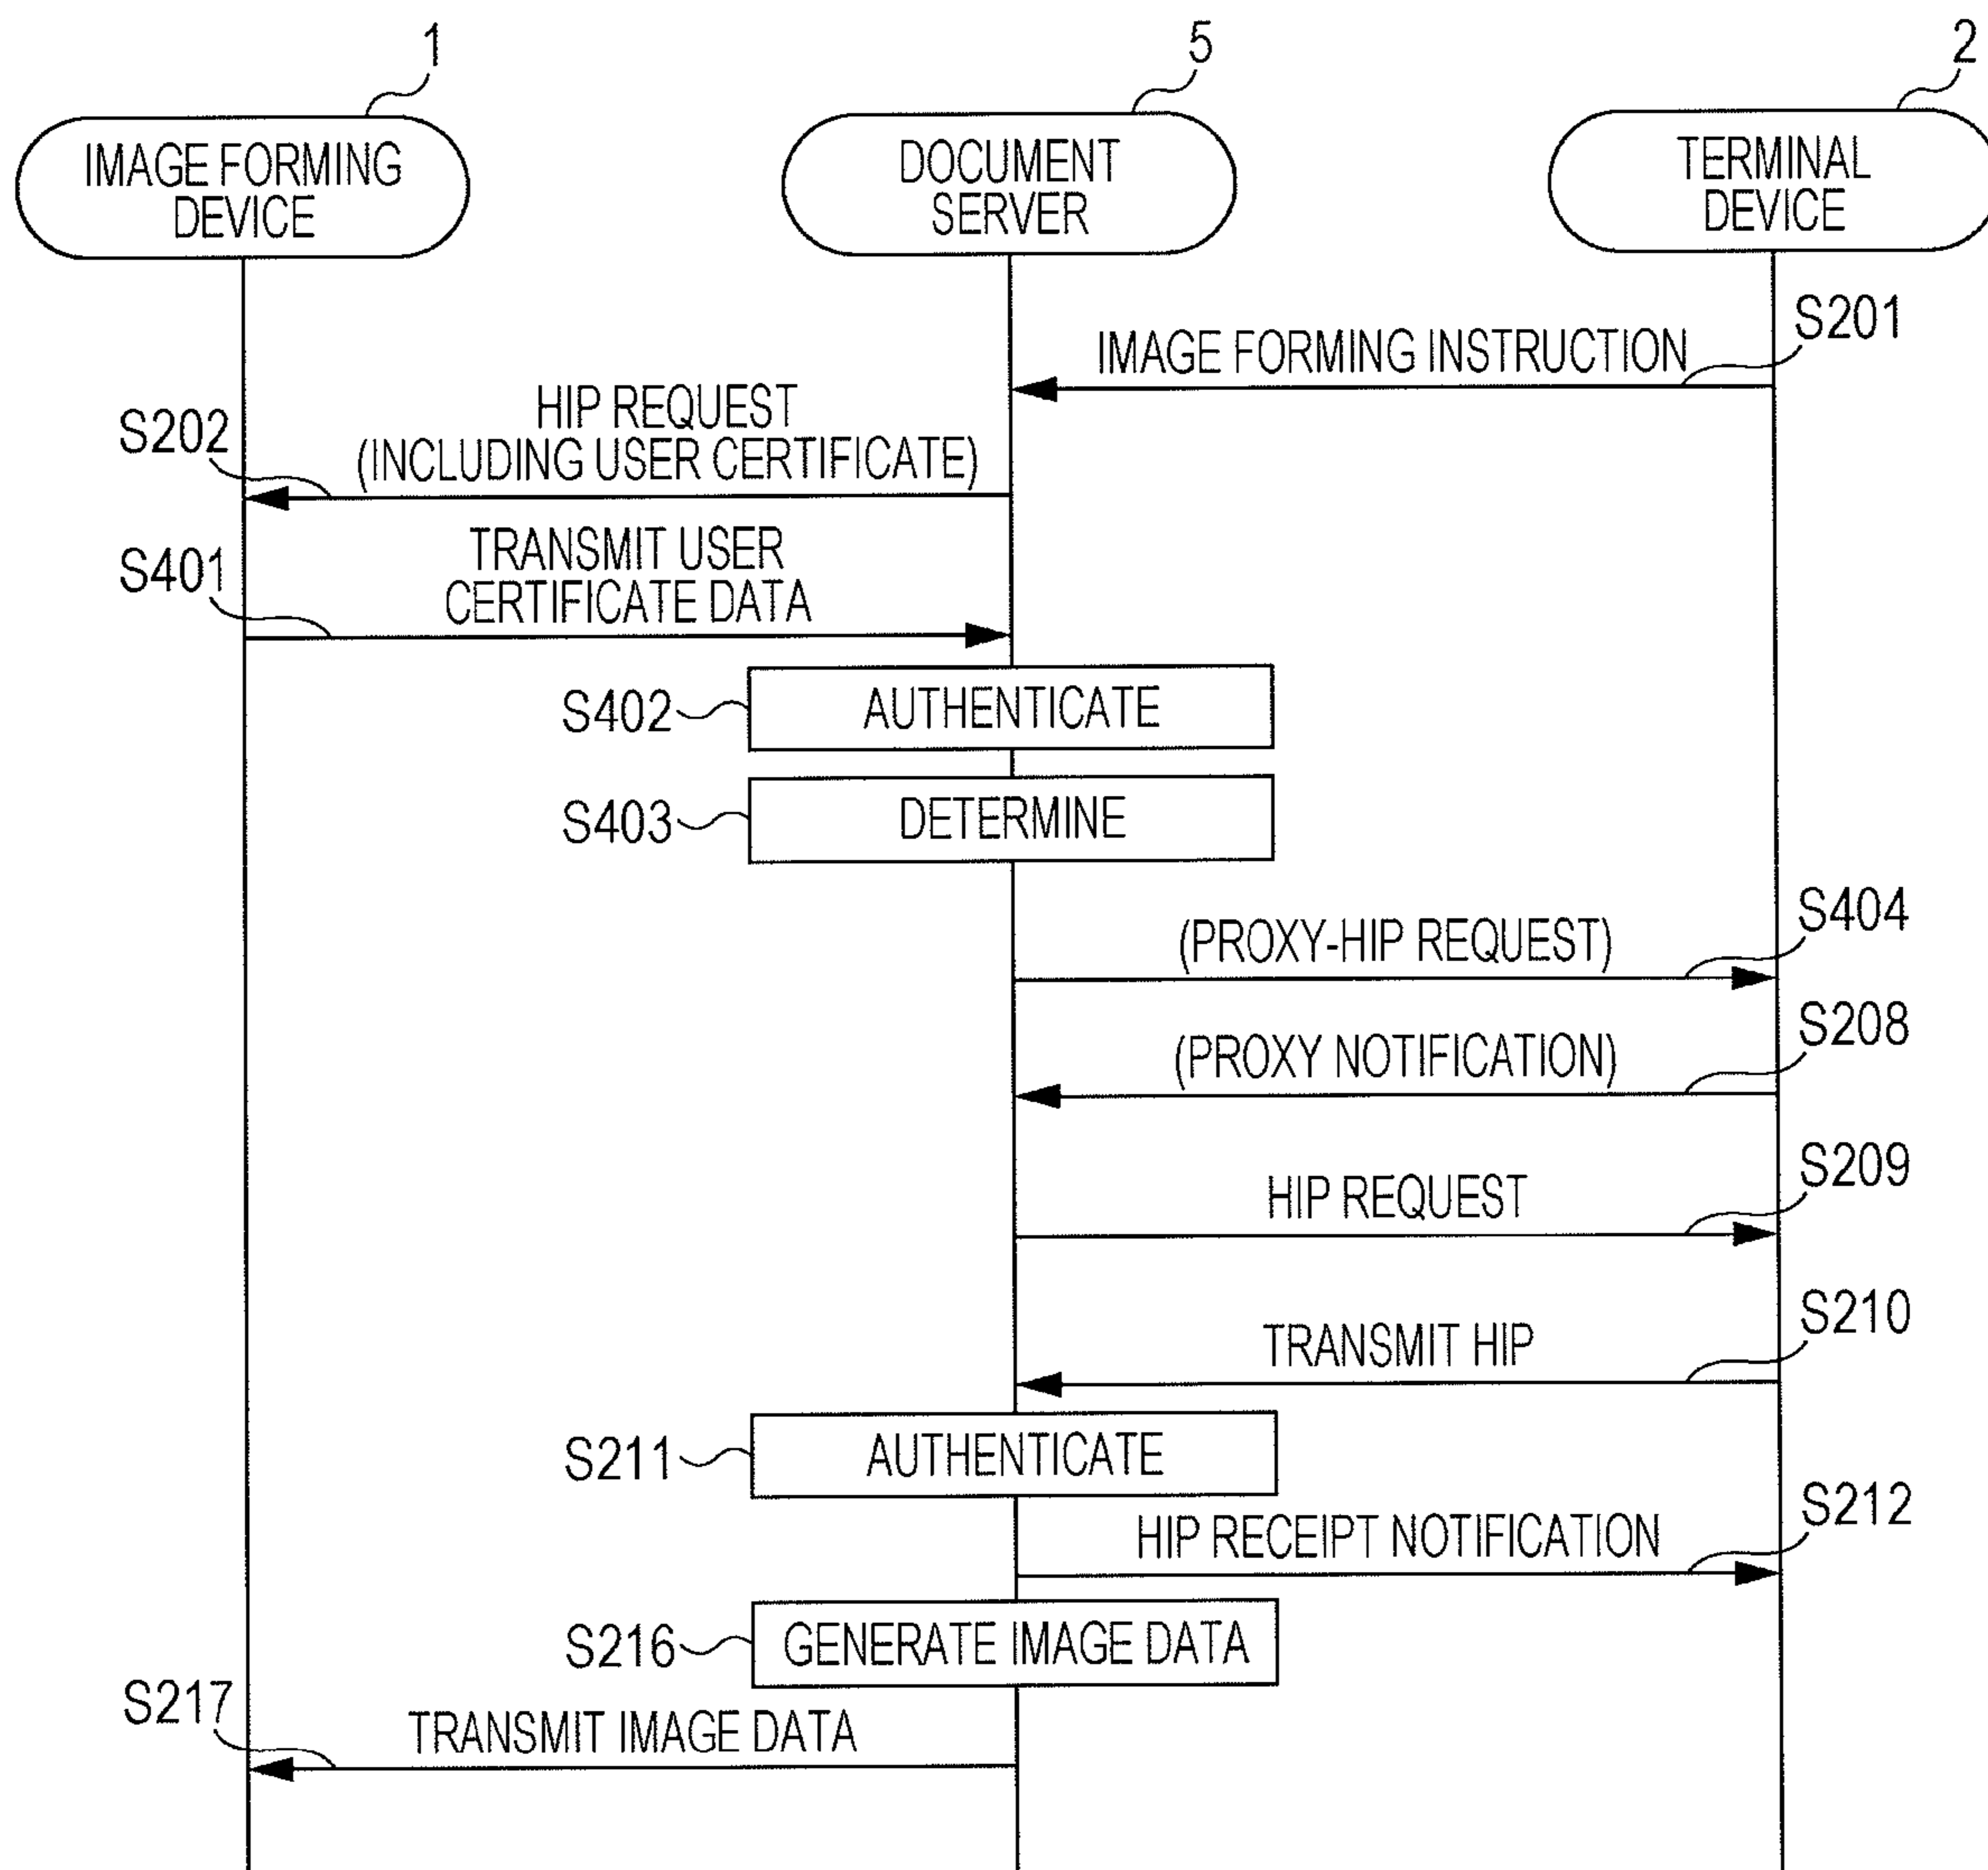 1
5
2
IMAGE FORMING
DEVICE
DOCUMENT
SERVER
TERMINAL
DEVICE
S201
IMAGE FORMING INSTRUCTION
S202
HIP REQUEST
(INCLUDING USER CERTIFICATE)
S401
TRANSMIT USER
CERTIFICATE DATA
S402
AUTHENTICATE
S403
DETERMINE
S404
(PROXY-HIP REQUEST)
S208
(PROXY NOTIFICATION)
S209
HIP REQUEST
S210
TRANSMIT HIP
S211
AUTHENTICATE
S212
HIP RECEIPT NOTIFICATION
S216
GENERATE IMAGE DATA
S217
TRANSMIT IMAGE DATA